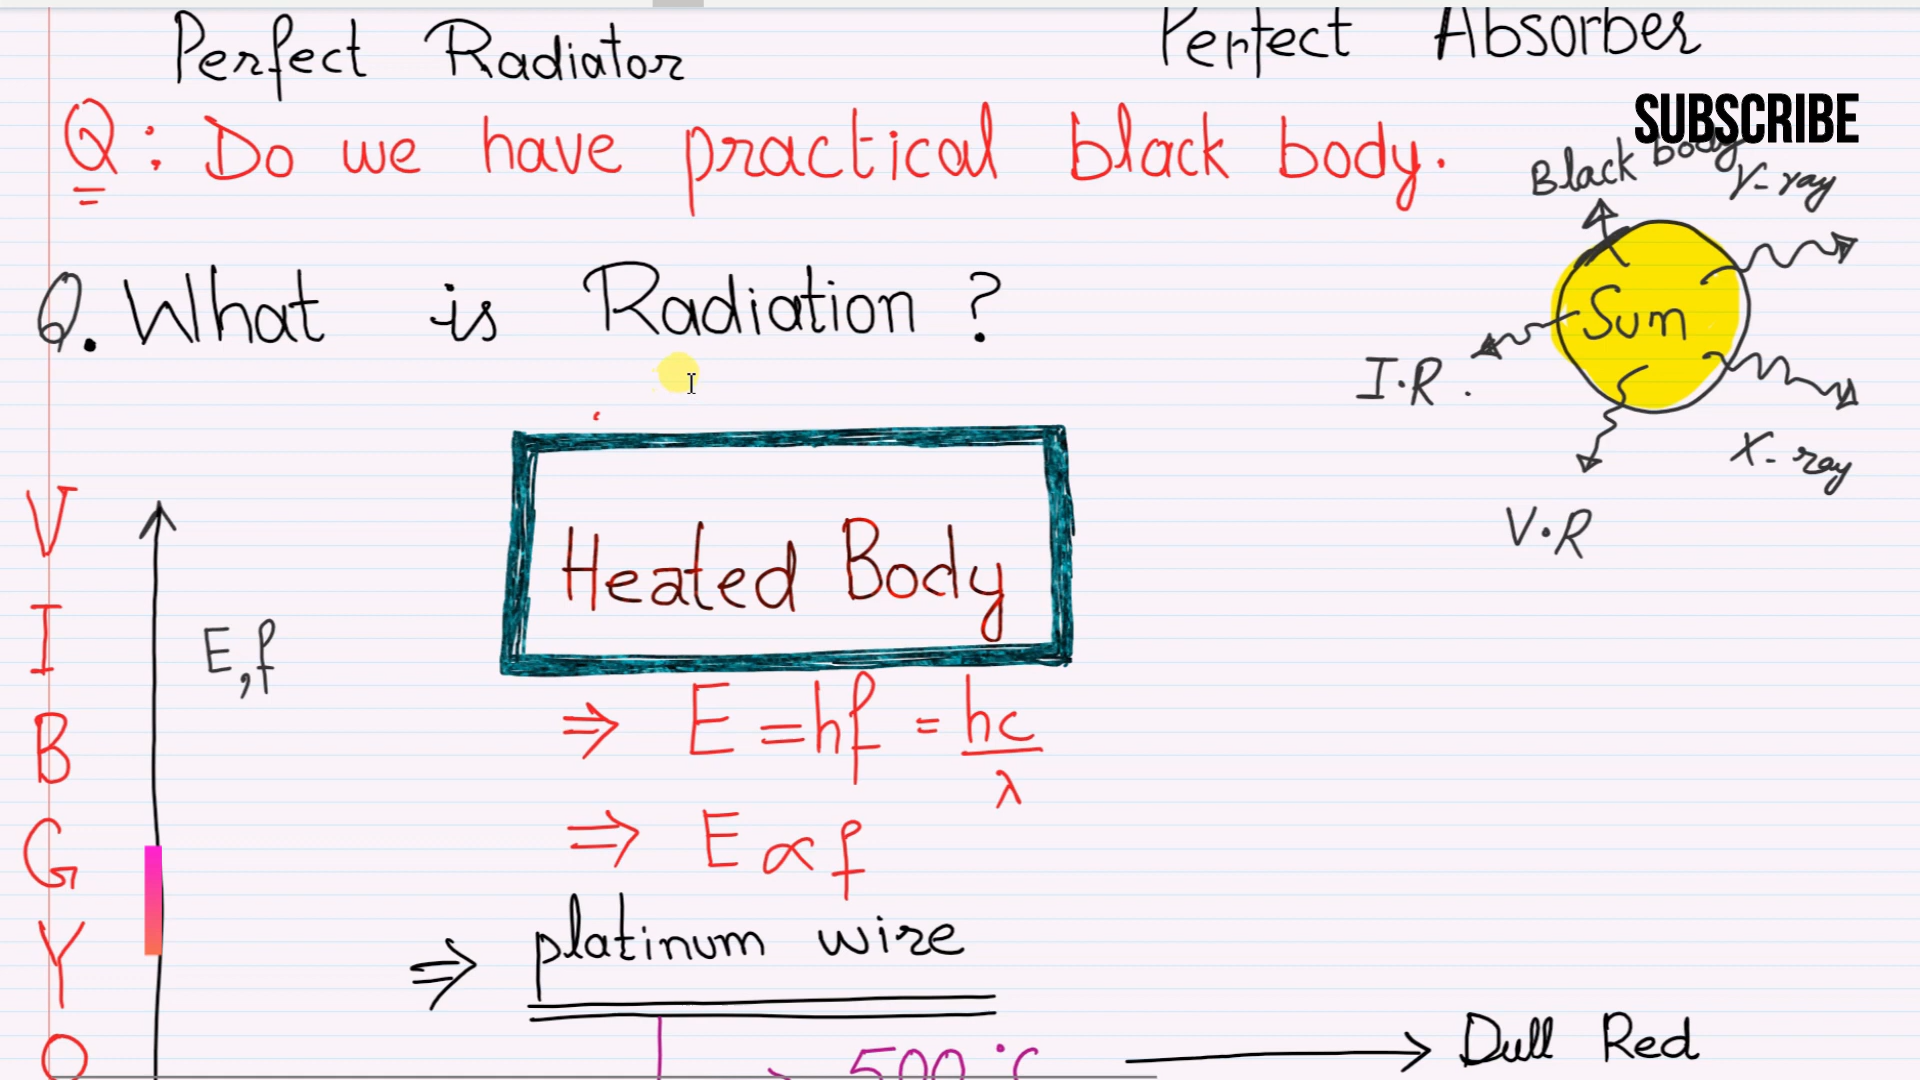 Perfect Radiator
Perfect Absorber
SUBSCRIBE
Q: Do we have practical black body.
Black body
γ-ray
Q. What is Radiation ?
Sun
I.R.
X-ray
V.R
V
I
B
G
Y
O
E,f
Heated Body
⇒ E = hf = hc/λ
⇒ E ∝ f
⇒ platinum wire
500°C
Dull Red